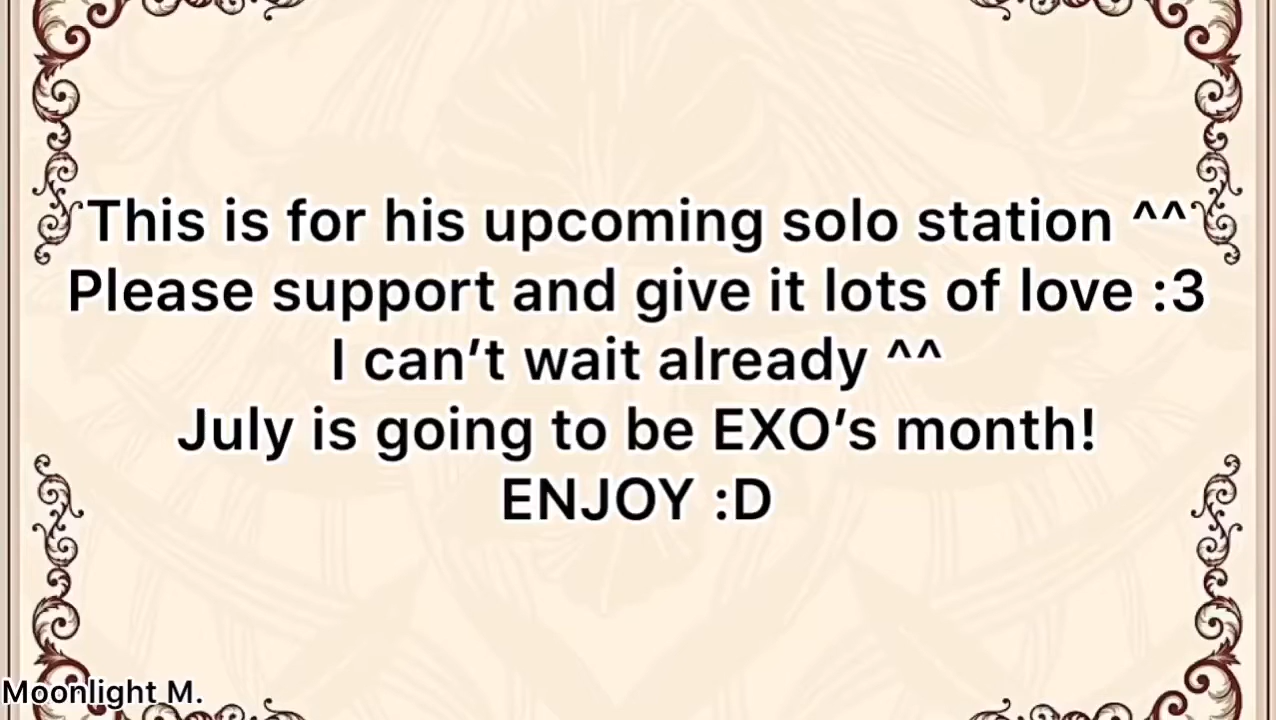 This is for his upcoming solo station ^^
Please support and give it lots of love :3
I can’t wait already ^^
July is going to be EXO’s month!
ENJOY :D
Moonlight M.